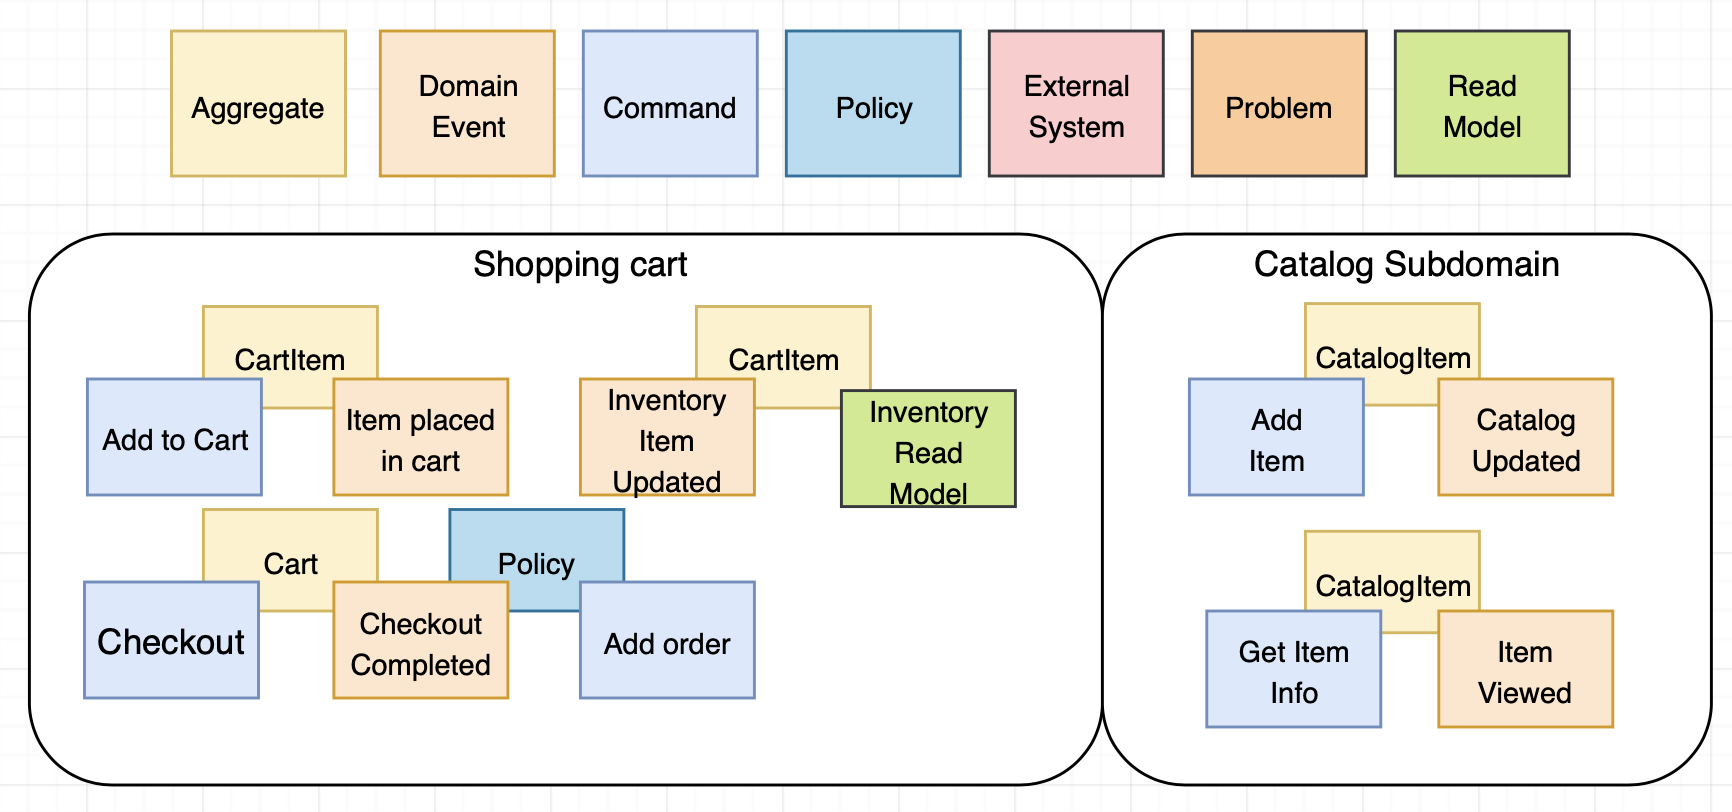 Aggregate
Domain
Event
Command
Policy
External
System
Problem
Read
Model
Shopping cart
CartItem
Add to Cart
Item placed
in cart
CartItem
Inventory
Item
Updated
Inventory
Read
Model
Cart
Checkout
Checkout
Completed
Policy
Add order
Catalog Subdomain
CatalogItem
Add
Item
Catalog
Updated
CatalogItem
Get Item
Info
Item
Viewed